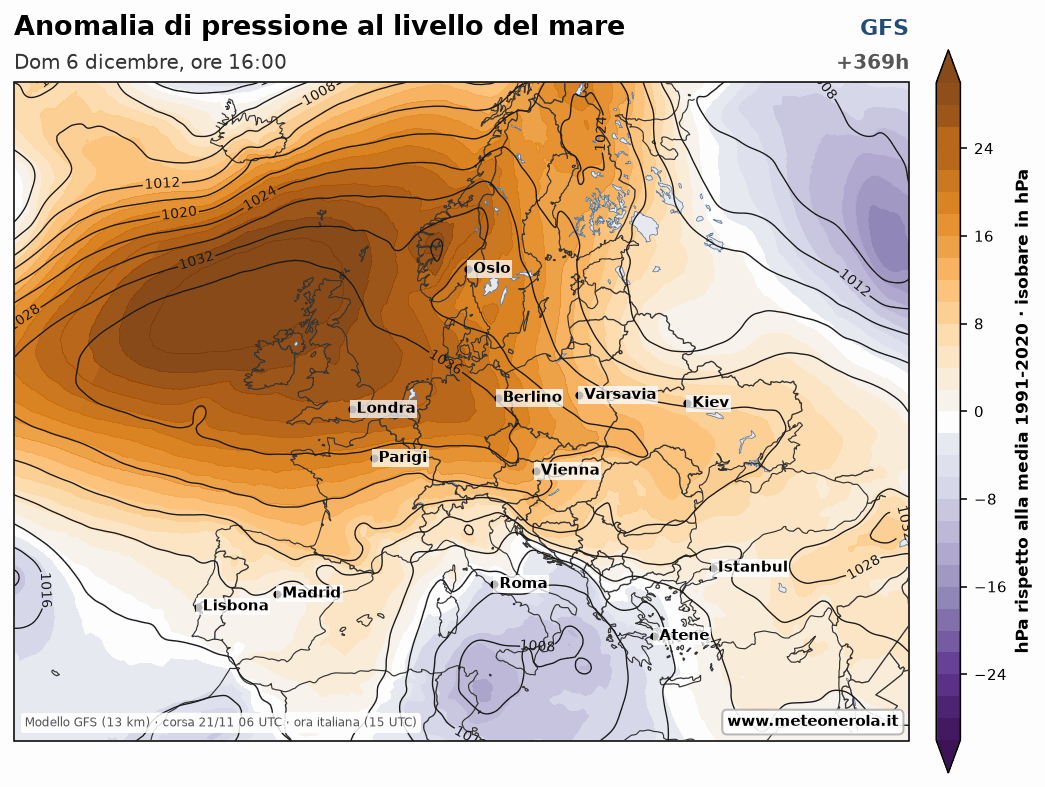 Anomalia di pressione al livello del mare
GFS
Dom 6 dicembre, ore 16:00
+369h
1008
1012
1020
1024
1032
1028
1024
1012
1036
Oslo
Londra
Berlino
Varsavia
Kiev
Parigi
Vienna
1016
Lisbona
Madrid
Roma
Istanbul
1028
Atene
1008
Modello GFS (13 km) · corsa 21/11 06 UTC · ora italiana (15 UTC)
www.meteonerola.it
24
16
8
0
−8
−16
−24
hPa rispetto alla media 1991-2020 · isobare in hPa